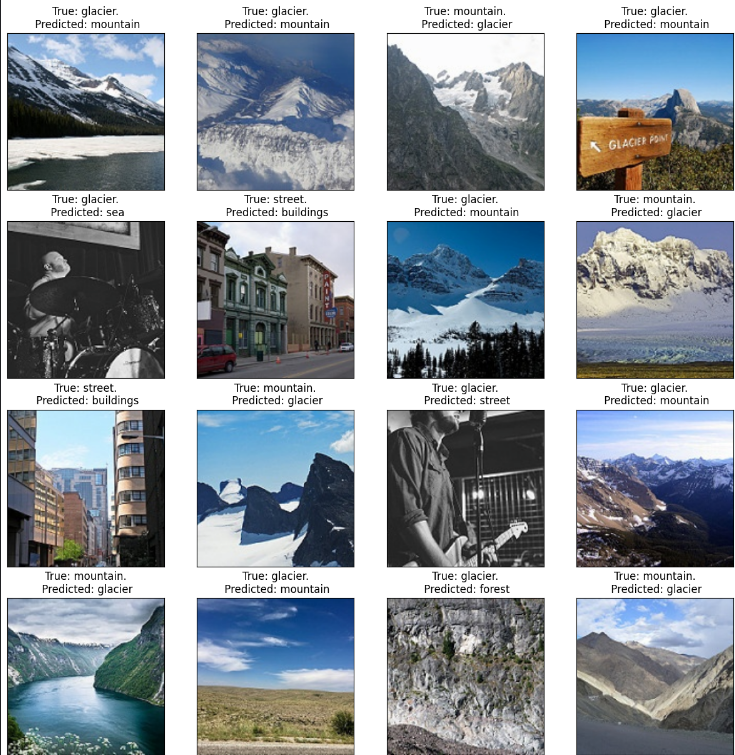 True: glacier.
Predicted: mountain
True: glacier.
Predicted: mountain
True: mountain.
Predicted: glacier
True: glacier.
Predicted: mountain
GLACIER POINT
True: glacier.
Predicted: sea
True: street.
Predicted: buildings
PAINT
True: glacier.
Predicted: mountain
True: mountain.
Predicted: glacier
True: street.
Predicted: buildings
True: mountain.
Predicted: glacier
True: glacier.
Predicted: street
True: glacier.
Predicted: mountain
True: mountain.
Predicted: glacier
True: glacier.
Predicted: mountain
True: glacier.
Predicted: forest
True: mountain.
Predicted: glacier